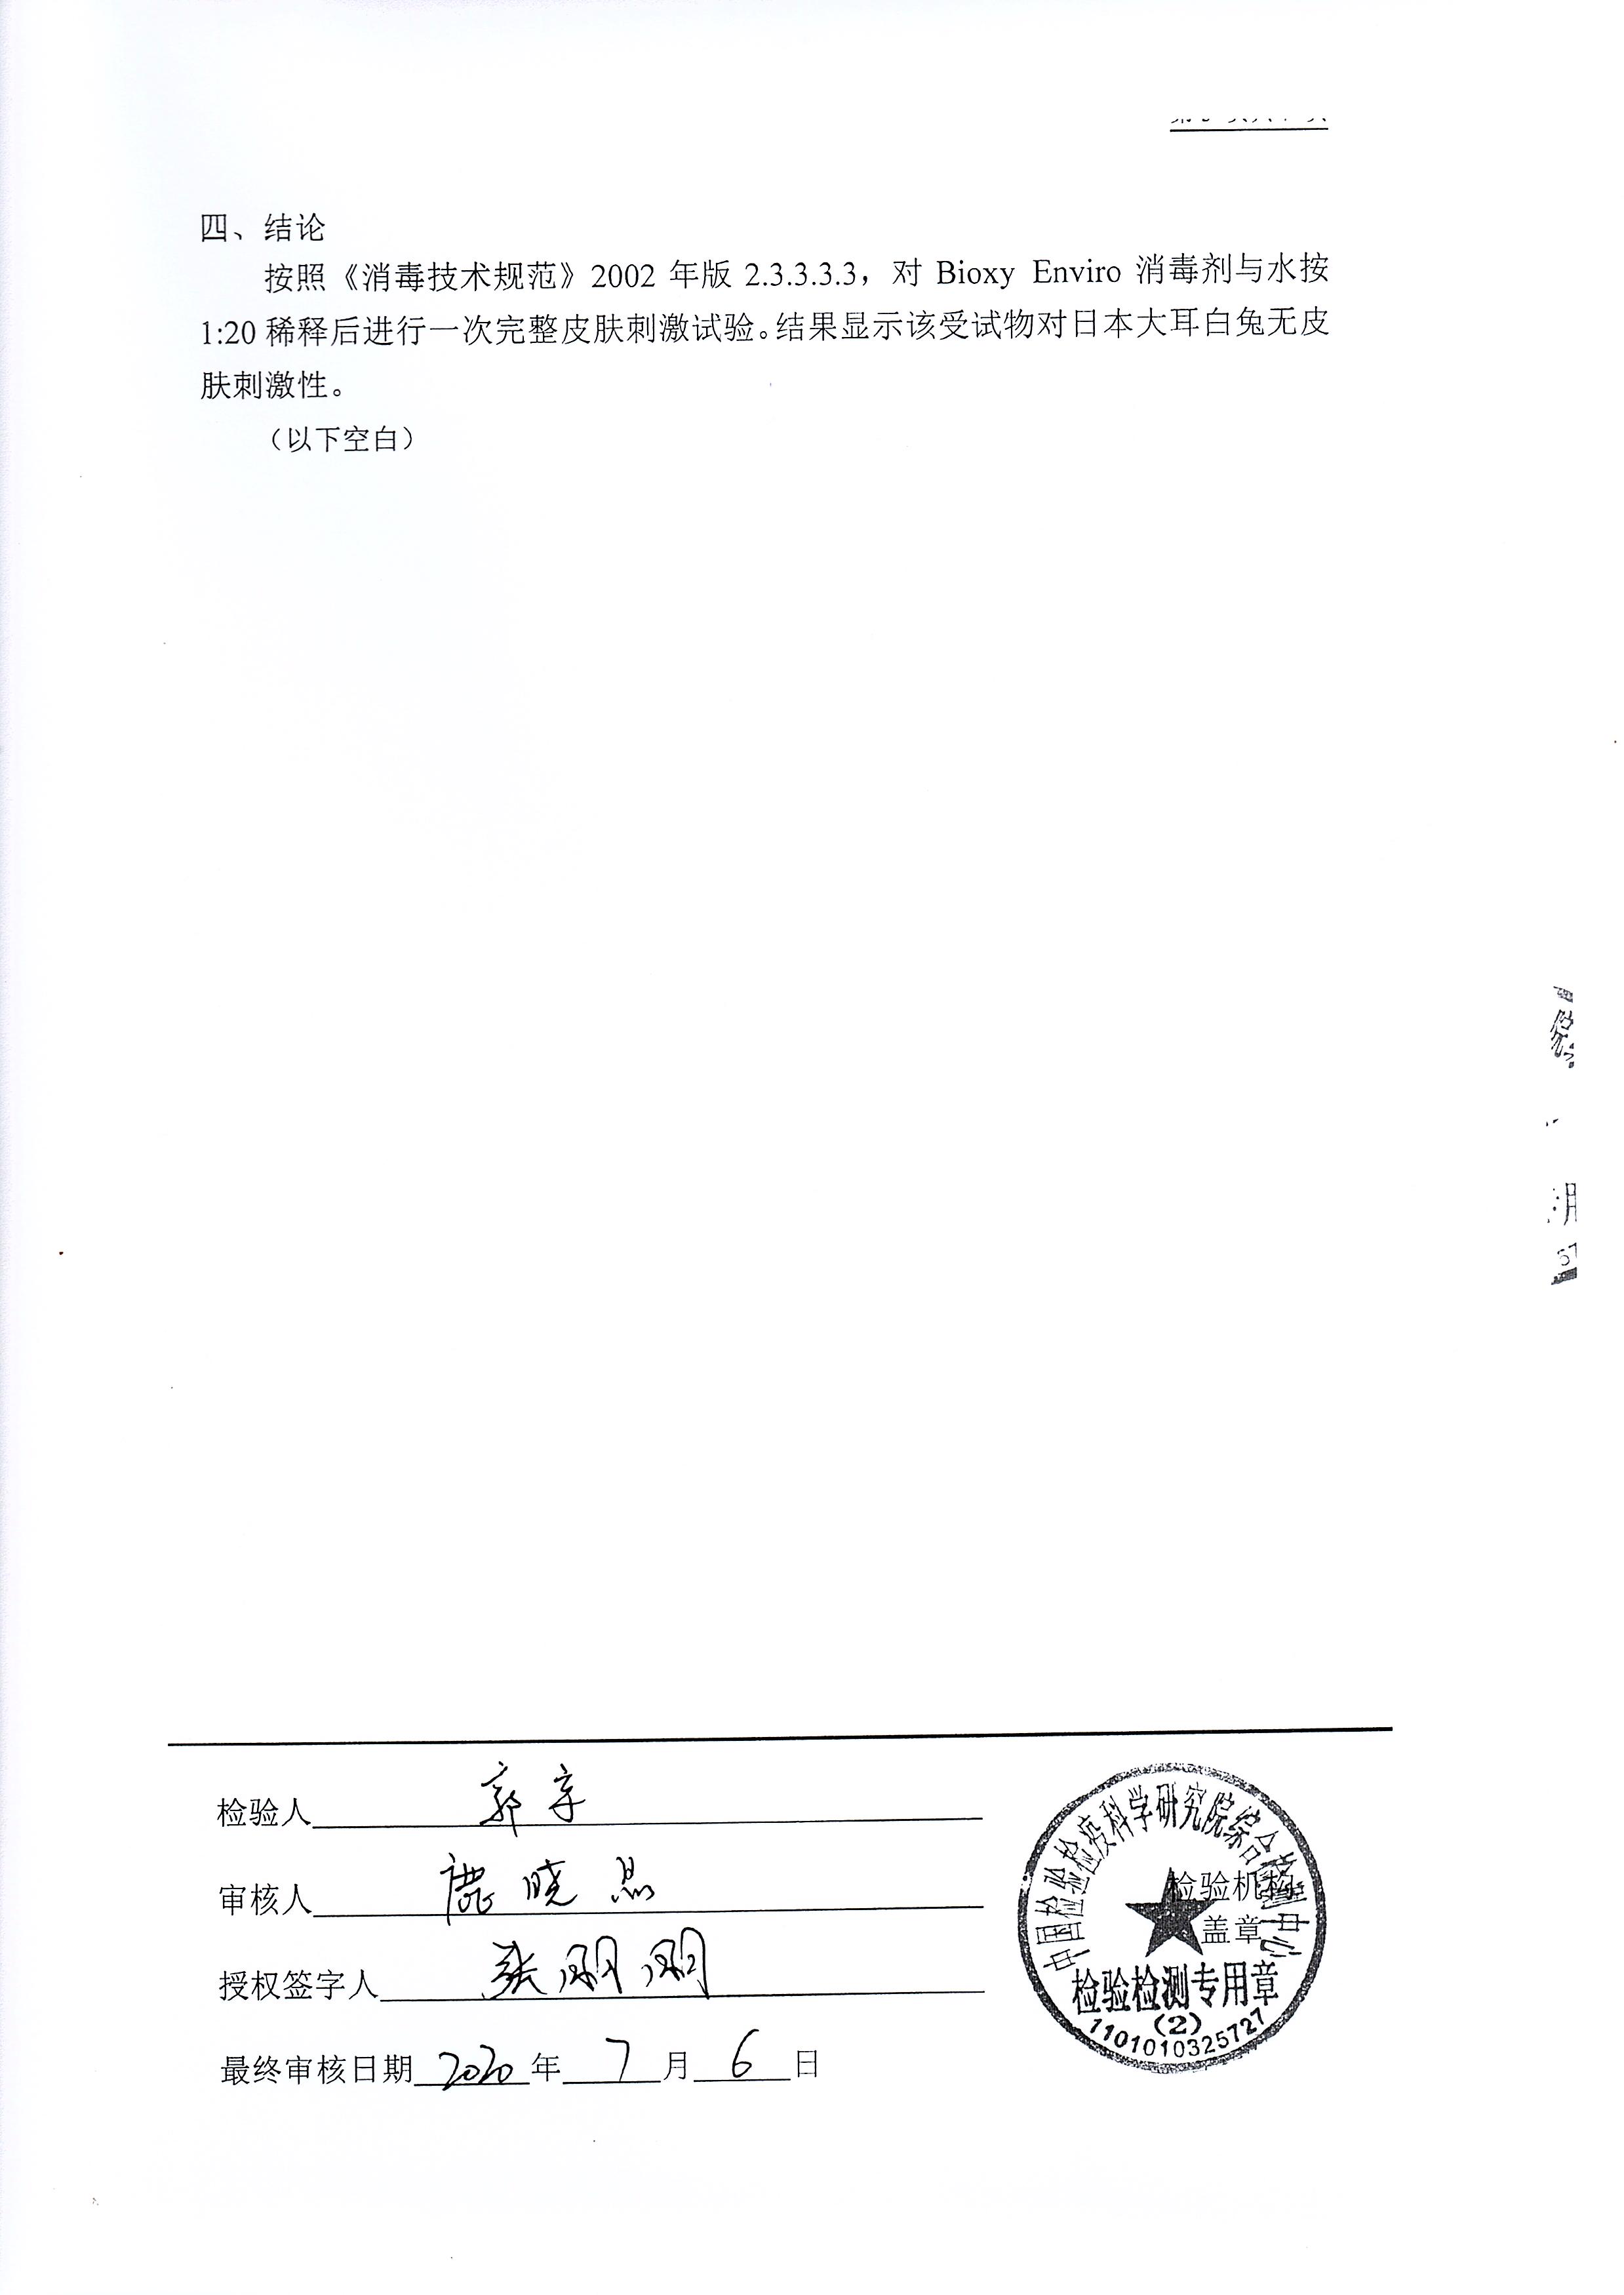 四、结论
按照《消毒技术规范》2002 年版 2.3.3.3.3，对 Bioxy Enviro 消毒剂与水按
1:20 稀释后进行一次完整皮肤刺激试验。结果显示该受试物对日本大耳白兔无皮
肤刺激性。
（以下空白）
检验人 郭辛
审核人 鹿晓
授权签字人 张
最终审核日期 2020 年 7 月 6 日
中国检验检疫科学研究院综合检测中心
检验机构
盖章
检验检测专用章
(2)
1101010325727